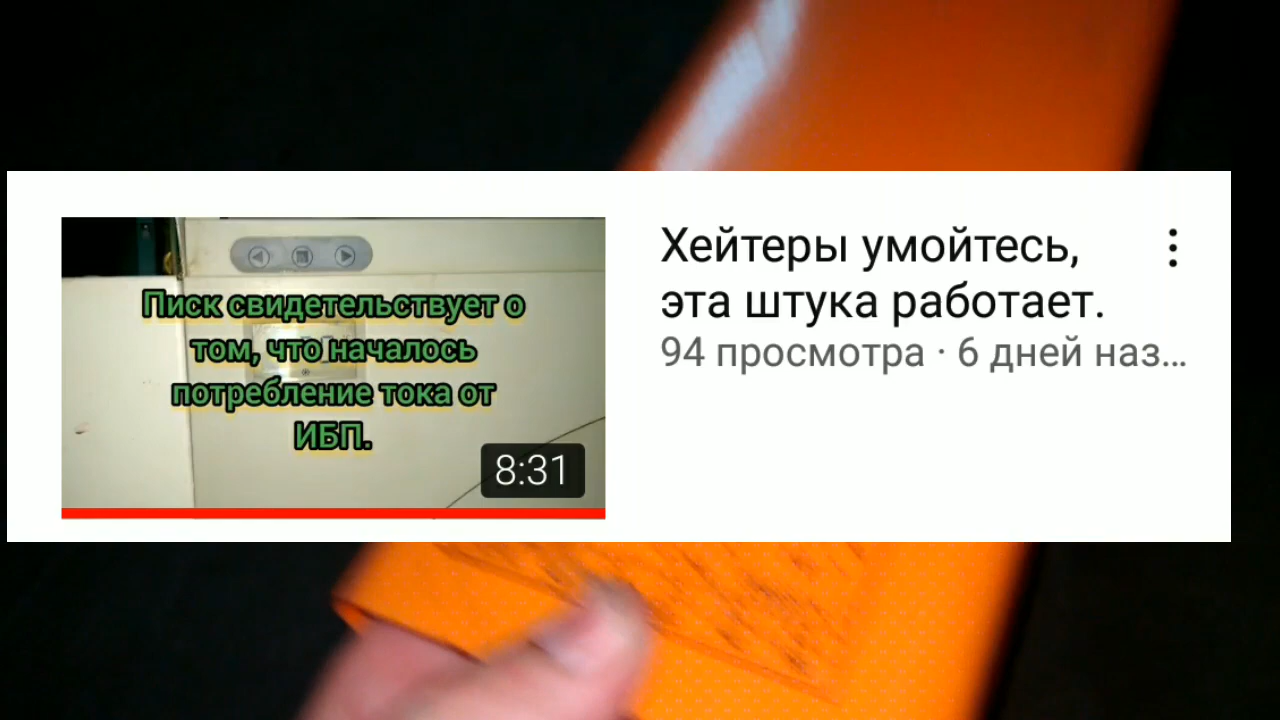 Писк свидетельствует о
том, что началось
потребление тока от
ИБП.
8:31
Хейтеры умойтесь,
эта штука работает.
94 просмотра · 6 дней наз...